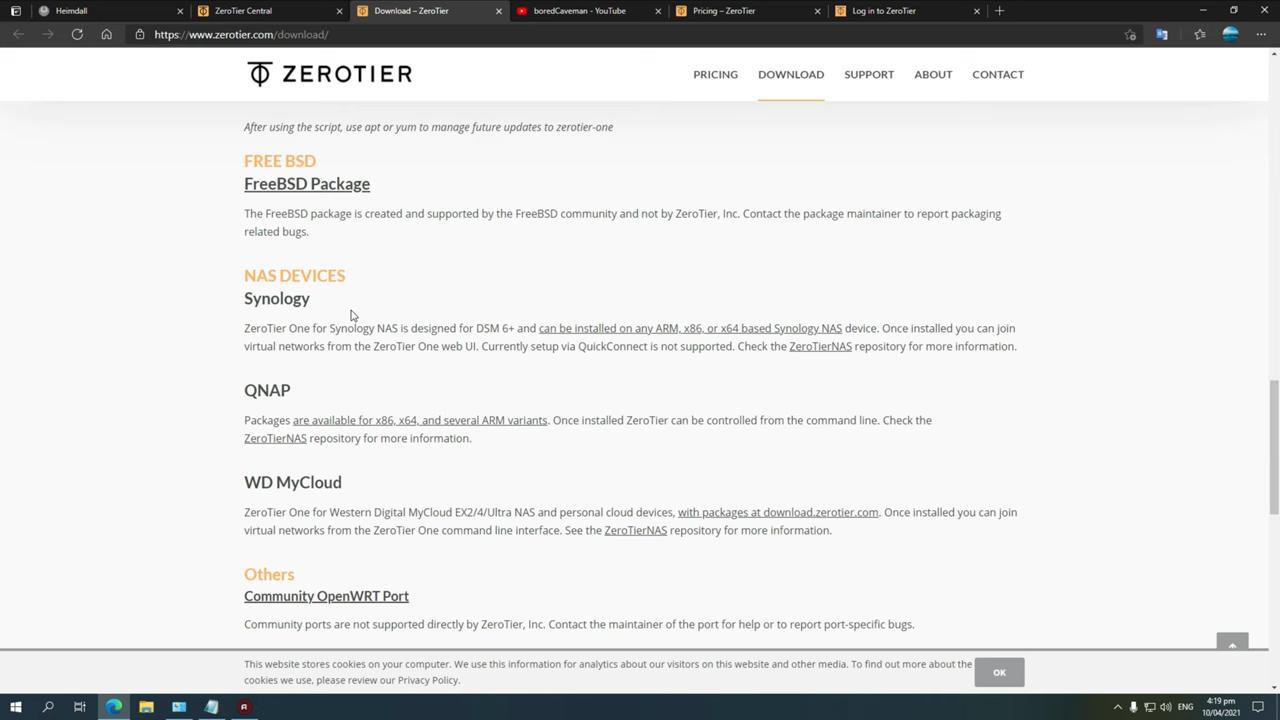 Heimdall
ZeroTier Central
Download – ZeroTier
boredCaveman - YouTube
Pricing – ZeroTier
Log in to ZeroTier
https://www.zerotier.com/download/
ZEROTIER
PRICING
DOWNLOAD
SUPPORT
ABOUT
CONTACT
After using the script, use apt or yum to manage future updates to zerotier-one
FREE BSD
FreeBSD Package
The FreeBSD package is created and supported by the FreeBSD community and not by ZeroTier, Inc. Contact the package maintainer to report packaging
related bugs.
NAS DEVICES
Synology
ZeroTier One for Synology NAS is designed for DSM 6+ and can be installed on any ARM, x86, or x64 based Synology NAS device. Once installed you can join
virtual networks from the ZeroTier One web UI. Currently setup via QuickConnect is not supported. Check the ZeroTierNAS repository for more information.
QNAP
Packages are available for x86, x64, and several ARM variants. Once installed ZeroTier can be controlled from the command line. Check the
ZeroTierNAS repository for more information.
WD MyCloud
ZeroTier One for Western Digital MyCloud EX2/4/Ultra NAS and personal cloud devices, with packages at download.zerotier.com. Once installed you can join
virtual networks from the ZeroTier One command line interface. See the ZeroTierNAS repository for more information.
Others
Community OpenWRT Port
Community ports are not supported directly by ZeroTier, Inc. Contact the maintainer of the port for help or to report port-specific bugs.
This website stores cookies on your computer. We use this information for analytics about our visitors on this website and other media. To find out more about the
cookies we use, please review our Privacy Policy.
OK
ENG
4:19 pm
10/04/2021